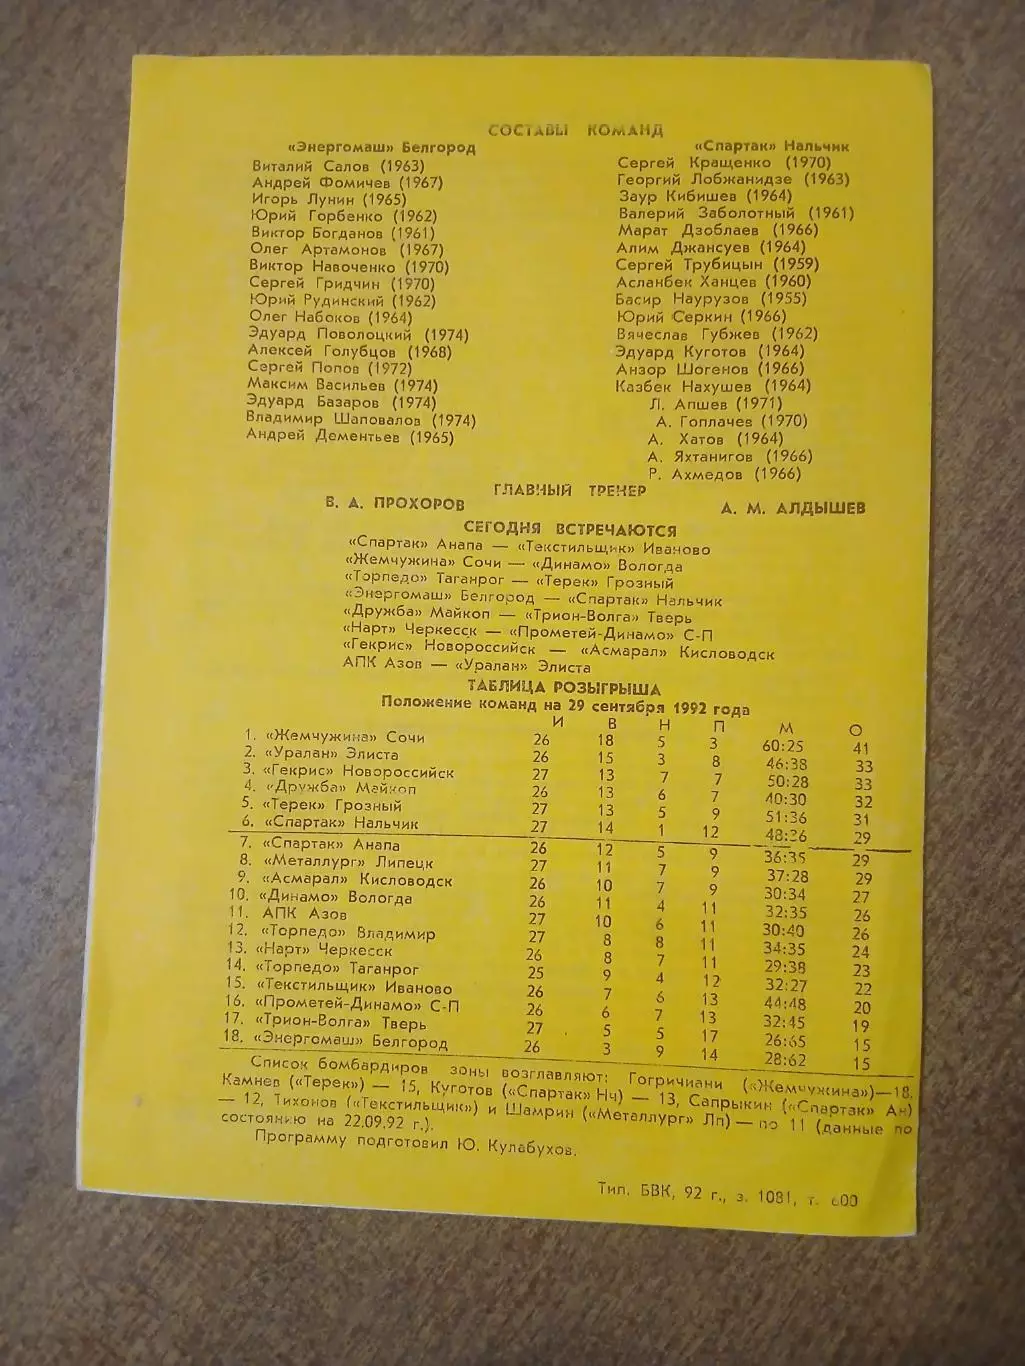 СОСТАВЫ КОМАНД
«Энергомаш» Белгород
Виталий Салов (1963)
Андрей Фомичев (1967)
Игорь Лунин (1965)
Юрий Горбенко (1962)
Виктор Богданов (1961)
Олег Артамонов (1967)
Виктор Навоченко (1970)
Сергей Гридчин (1970)
Юрий Рудинский (1962)
Олег Набоков (1964)
Эдуард Поволоцкий (1974)
Алексей Голубцов (1968)
Сергей Попов (1972)
Максим Васильев (1974)
Эдуард Базаров (1974)
Владимир Шаповалов (1974)
Андрей Дементьев (1965)
«Спартак» Нальчик
Сергей Кращенко (1970)
Георгий Лобжанидзе (1963)
Заур Кибишев (1964)
Валерий Заболотный (1961)
Марат Дзоблаев (1966)
Алим Джансуев (1964)
Сергей Трубицын (1959)
Асланбек Ханцев (1960)
Басир Наурузов (1955)
Юрий Серкин (1966)
Вячеслав Губжев (1962)
Эдуард Куготов (1964)
Анзор Шогенов (1966)
Казбек Нахушев (1964)
Л. Апшев (1971)
А. Гоплачев (1970)
А. Хатов (1964)
А. Яхтанигов (1966)
Р. Ахмедов (1966)
ГЛАВНЫЙ ТРЕНЕР
В. А. ПРОХОРОВ А. М. АЛДЫШЕВ
СЕГОДНЯ ВСТРЕЧАЮТСЯ
«Спартак» Анапа — «Текстильщик» Иваново
«Жемчужина» Сочи — «Динамо» Вологда
«Торпедо» Таганрог — «Терек» Грозный
«Энергомаш» Белгород — «Спартак» Нальчик
«Дружба» Майкоп — «Трион-Волга» Тверь
«Нарт» Черкесск — «Прометей-Динамо» С-П
«Гекрис» Новороссийск — «Асмарал» Кисловодск
АПК Азов — «Уралан» Элиста
ТАБЛИЦА РОЗЫГРЫША
Положение команд на 29 сентября 1992 года
И В Н П М О
1. «Жемчужина» Сочи 26 18 5 3 60:25 41
2. «Уралан» Элиста 26 15 3 8 46:38 33
3. «Гекрис» Новороссийск 27 13 7 7 50:28 33
4. «Дружба» Майкоп 26 13 6 7 40:30 32
5. «Терек» Грозный 27 13 5 9 51:36 31
6. «Спартак» Нальчик 27 14 1 12 48:26 29
7. «Спартак» Анапа 26 12 5 9 36:35 29
8. «Металлург» Липецк 27 11 7 9 37:28 29
9. «Асмарал» Кисловодск 26 10 7 9 30:34 27
10. «Динамо» Вологда 26 11 4 11 32:35 26
11. АПК Азов 27 10 6 11 30:40 26
12. «Торпедо» Владимир 27 8 8 11 34:35 24
13. «Нарт» Черкесск 26 8 7 11 29:38 23
14. «Торпедо» Таганрог 25 9 4 12 32:27 22
15. «Текстильщик» Иваново 26 7 6 13 44:48 20
16. «Прометей-Динамо» С-П 26 6 7 13 32:45 19
17. «Трион-Волга» Тверь 27 5 5 17 26:65 15
18. «Энергомаш» Белгород 26 3 9 14 28:62 15
Список бомбардиров зоны возглавляют: Гогричиани («Жемчужина»)—18,
Камнев («Терек») — 15, Куготов («Спартак» Нч) — 13, Сапрыкин («Спартак» Ан)
— 12, Тихонов («Текстильщик») и Шамрин («Металлург» Лп) — по 11 (данные по
состоянию на 22.09.92 г.).
Программу подготовил Ю. Кулабухов.
Тип. БВК, 92 г., з. 1081, т. 600